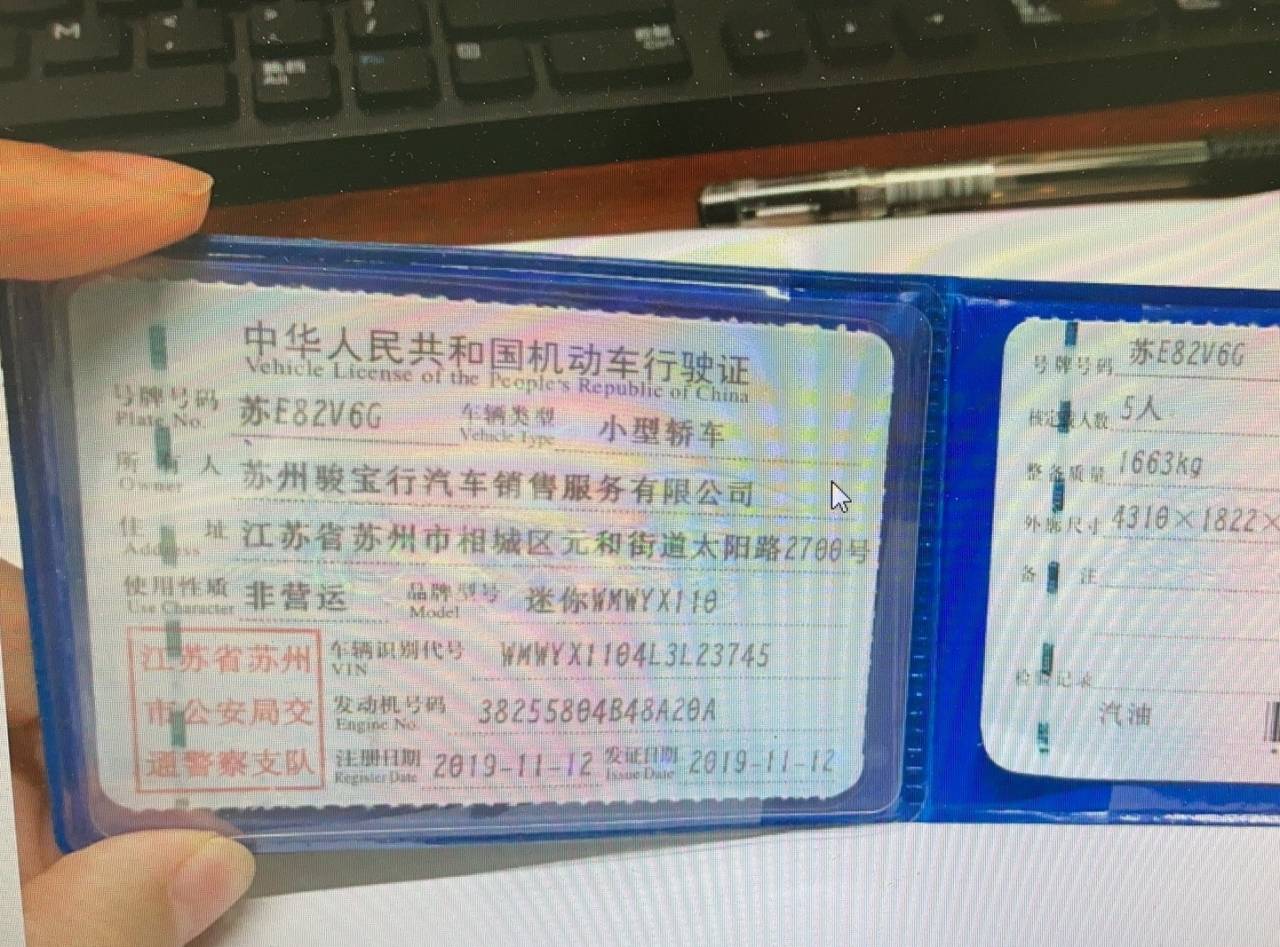 中华人民共和国机动车行驶证
Vehicle License of the People's Republic of China
号牌号码 苏E82V6G 车辆类型 小型轿车
Plate No. Vehicle Type
所有人 苏州骏宝行汽车销售服务有限公司
Owner
住址 江苏省苏州市相城区元和街道太阳路2700号
Address
使用性质 非营运 品牌型号 迷你WMWYX110
Use Character Model
江苏省苏州
市公安局交
通警察支队
车辆识别代号 WMWYX1104L3L23745
VIN
发动机号码 38255804B48A20A
Engine No.
注册日期 2019-11-12 发证日期 2019-11-12
Register Date Issue Date
号牌号码 苏E82V6G
核定载人数 5人
整备质量 1663kg
外廓尺寸 4310×1822×
备注
检验记录
汽油
M